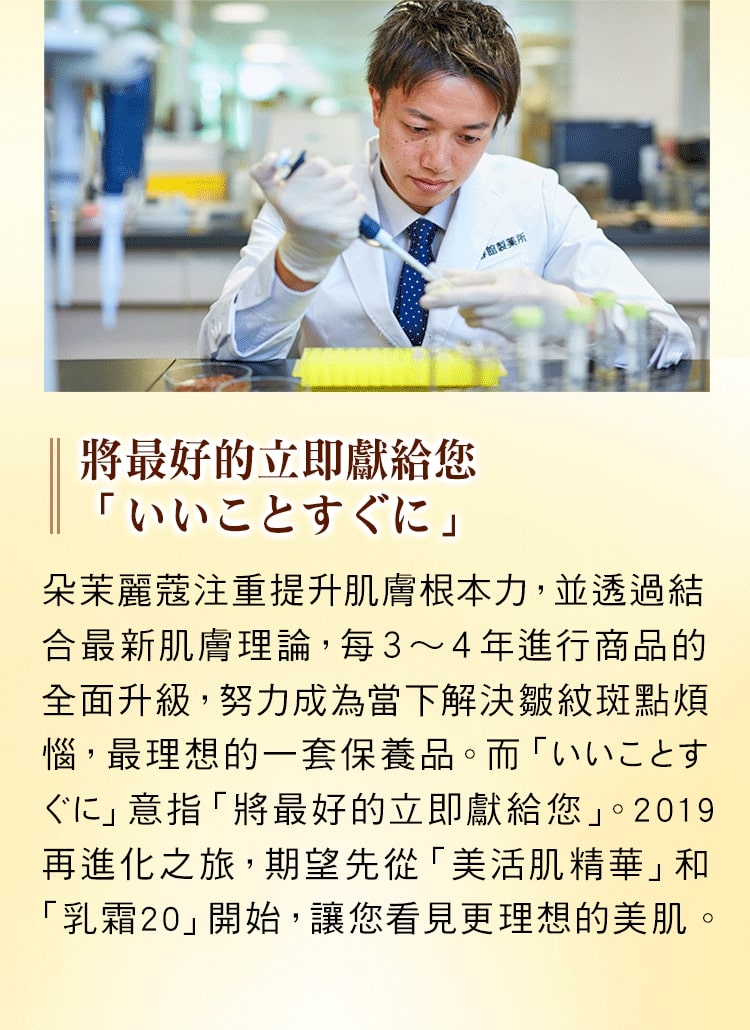 館製薬所
將最好的立即獻給您
「いいことすぐに」
朵茉麗蔻注重提升肌膚根本力，並透過結
合最新肌膚理論，每3～4年進行商品的
全面升級，努力成為當下解決皺紋斑點煩
惱，最理想的一套保養品。而「いいことす
ぐに」意指「將最好的立即獻給您」。2019
再進化之旅，期望先從「美活肌精華」和
「乳霜20」開始，讓您看見更理想的美肌。